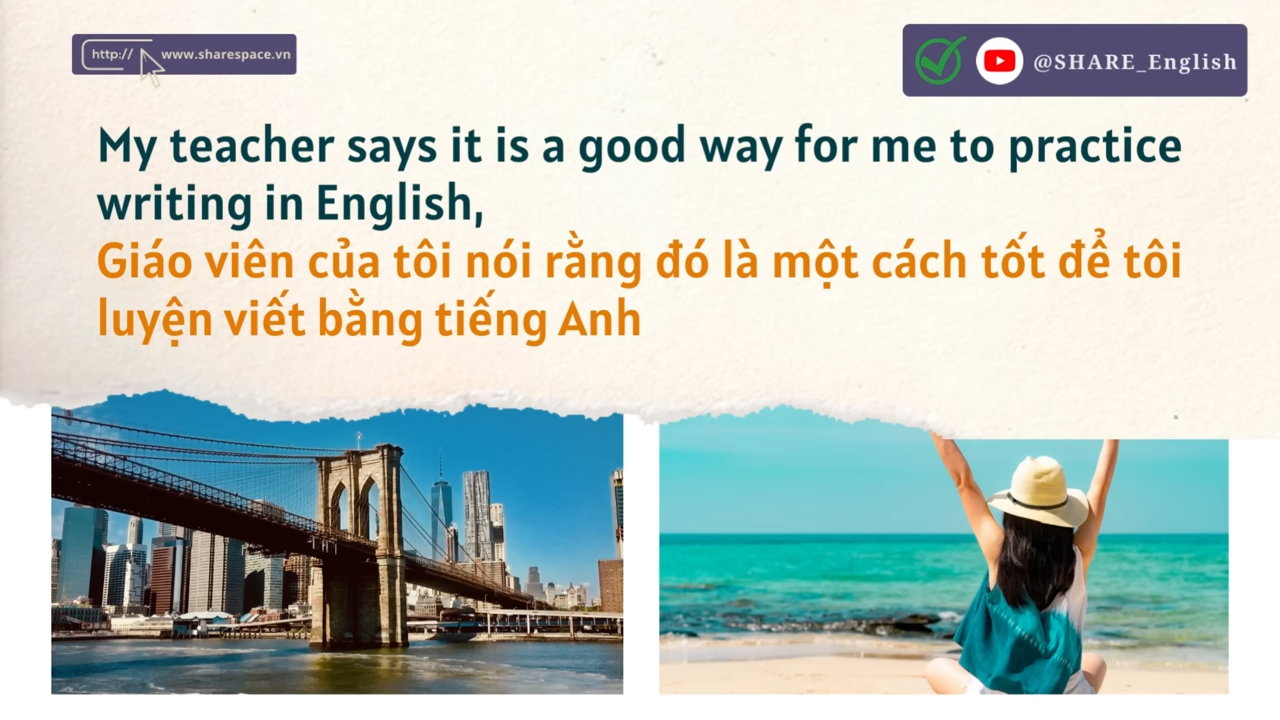 http:// www.sharespace.vn
@SHARE_English
My teacher says it is a good way for me to practice
writing in English,
Giáo viên của tôi nói rằng đó là một cách tốt để tôi
luyện viết bằng tiếng Anh